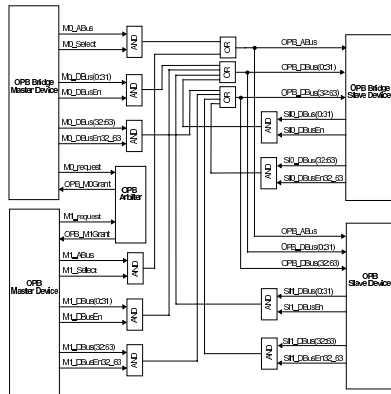 M0_ABus
M0_Select
AND
OPB Bridge
Master Device
M0_DBus(0:31)
M0_DBusEn
AND
M0_DBus(32:63)
M0_DBusEn32_63
AND
M0_request
OPB_M0Grant
OPB
Arbiter
M1_request
OPB_M1Grant
OPB
Master Device
M1_ABus
M1_Select
AND
M1_DBus(0:31)
M1_DBusEn
AND
M1_DBus(32:63)
M1_DBusEn32_63
AND
OR
OR
OR
OPB_ABus
OPB_DBus(0:31)
OPB_DBus(32:63)
OPB Bridge
Slave Device
AND
Sl0_DBus(0:31)
Sl0_DBusEn
AND
Sl0_DBus(32:63)
Sl0_DBusEn32_63
OPB_ABus
OPB_DBus(0:31)
OPB_DBus(32:63)
OPB
Slave Device
AND
Sl1_DBus(0:31)
Sl1_DBusEn
AND
Sl1_DBus(32:63)
Sl1_DBusEn32_63